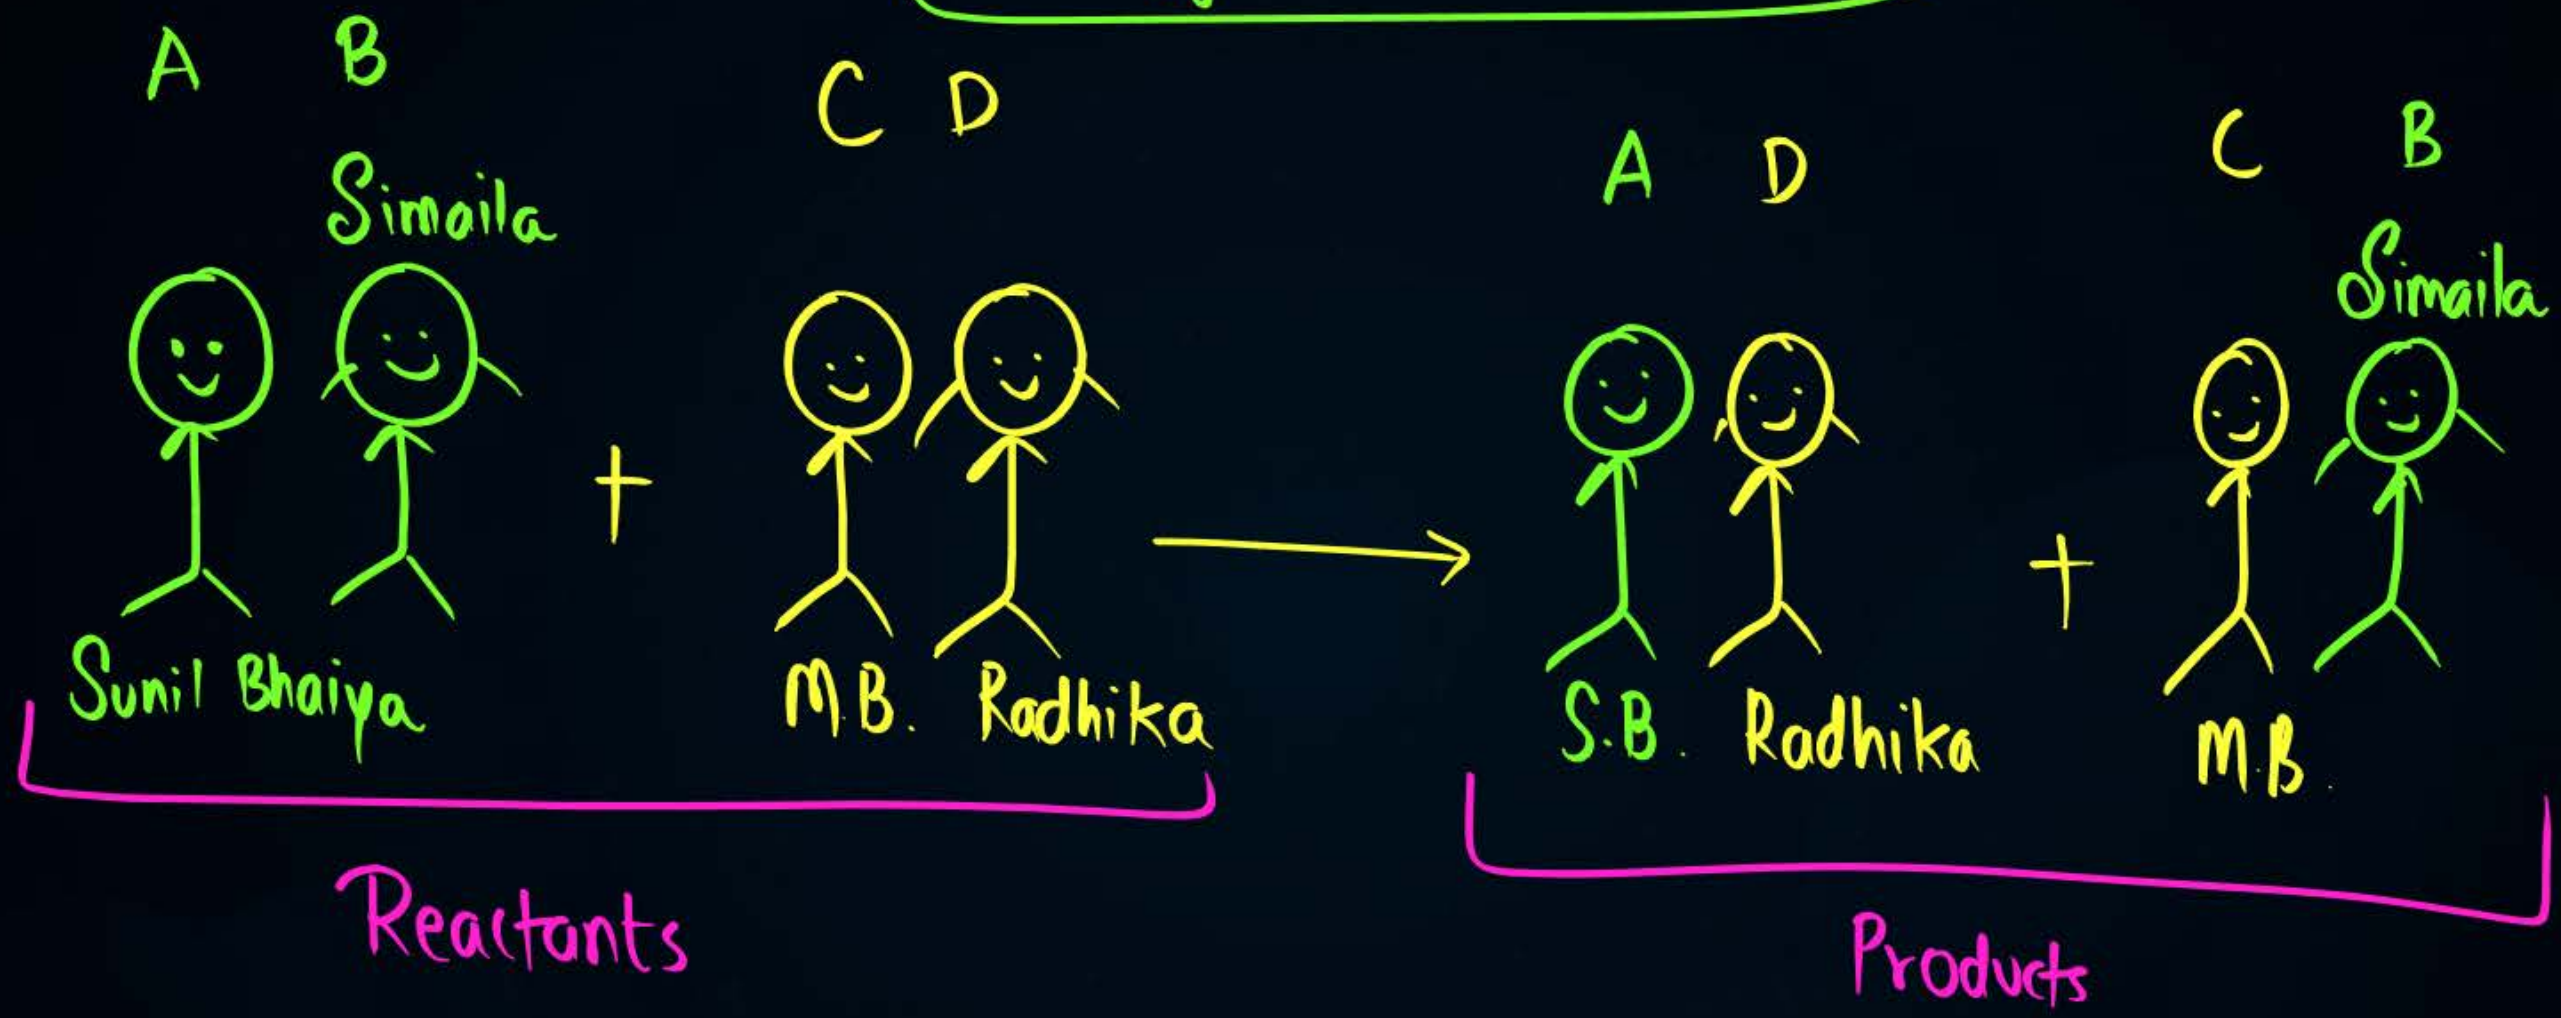 A B
C D
A D
C B
Simaila
Simaila
+
+
Sunil Bhaiya
M.B. Radhika
S.B. Radhika
M.B.
Reactants
Products